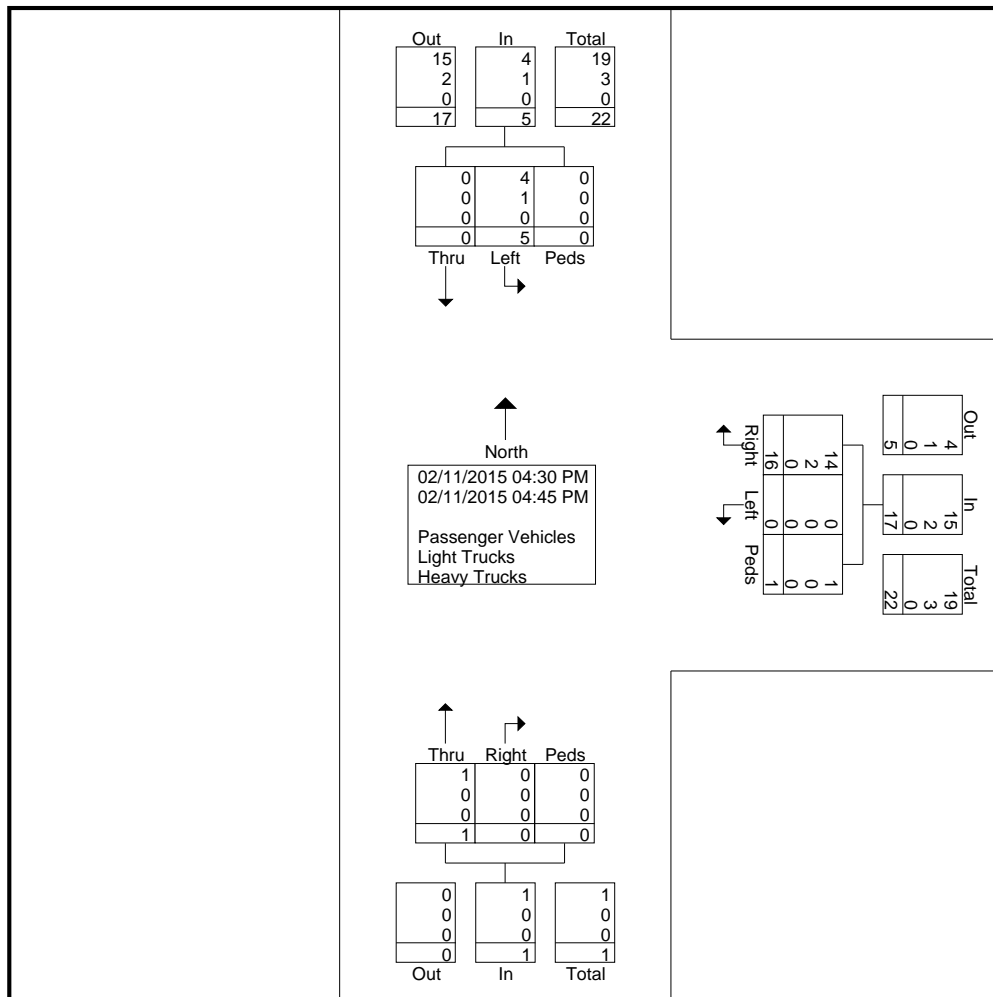 Out In Total
15 4 19
2 1 3
0 0 0
17 5 22
0 4 0
0 1 0
0 0 0
0 5 0
Thru Left Peds
North
02/11/2015 04:30 PM
02/11/2015 04:45 PM
Passenger Vehicles
Light Trucks
Heavy Trucks
Out In Total
4 15 19
1 2 3
0 0 0
5 17 22
14 0 1
2 0 0
0 0 0
16 0 1
Right Left Peds
Thru Right Peds
1 0 0
0 0 0
0 0 0
1 0 0
0 1 1
0 0 0
0 0 0
0 1 1
Out In Total